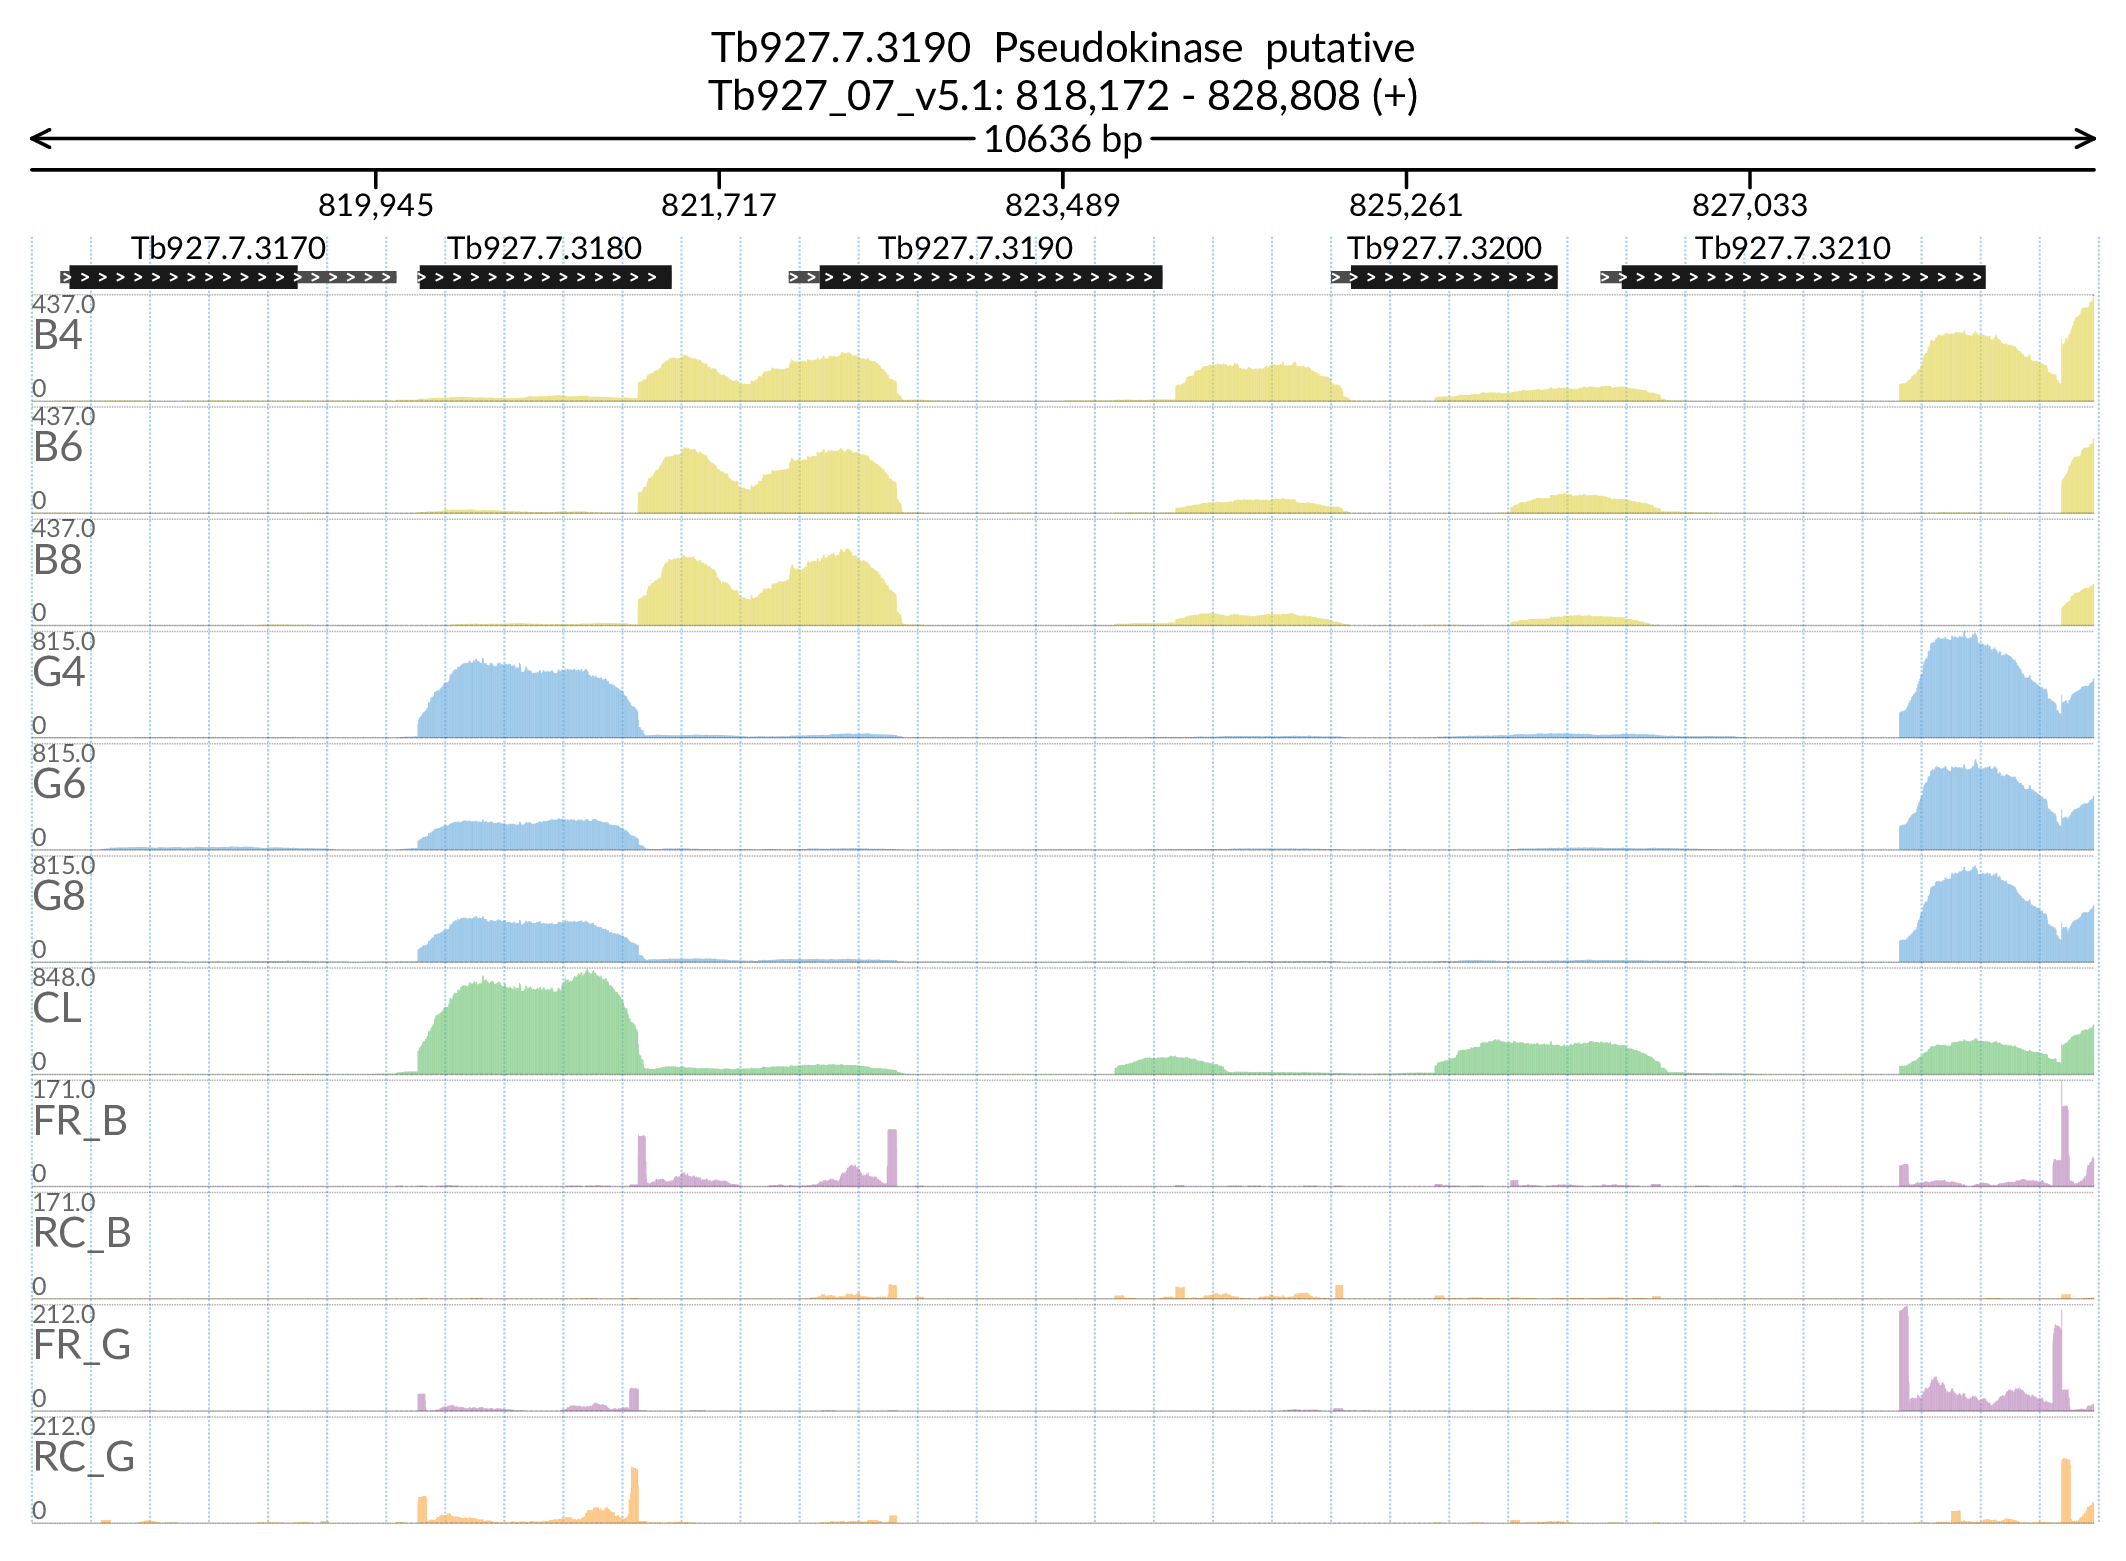 Tb927.7.3190 Pseudokinase putative
Tb927_07_v5.1: 818,172 - 828,808 (+)
10636 bp
819,945 821,717 823,489 825,261 827,033
Tb927.7.3170 Tb927.7.3180 Tb927.7.3190 Tb927.7.3200 Tb927.7.3210
437.0
B4
0
437.0
B6
0
437.0
B8
0
815.0
G4
0
815.0
G6
0
815.0
G8
0
848.0
CL
0
171.0
FR_B
0
171.0
RC_B
0
212.0
FR_G
0
212.0
RC_G
0